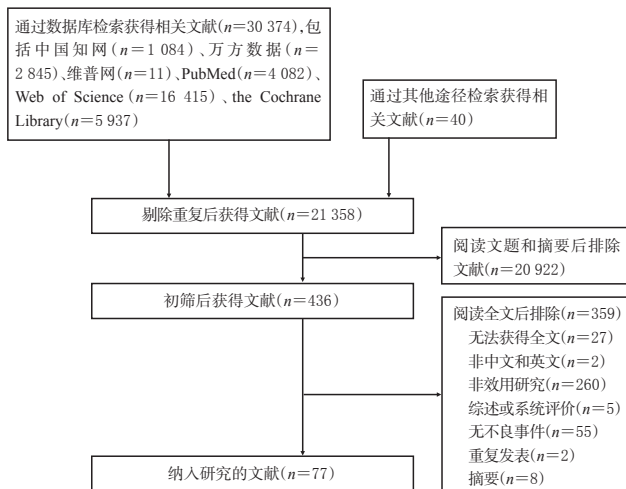 通过数据库检索获得相关文献(n=30 374),包
括中国知网(n=1 084)、万方数据(n=
2 845)、维普网(n=11)、PubMed(n=4 082)、
Web of Science (n=16 415) 、the Cochrane
Library(n=5 937)
通过其他途径检索获得相
关文献(n=40)
剔除重复后获得文献(n=21 358)
阅读文题和摘要后排除
文献(n=20 922)
初筛后获得文献(n=436)
阅读全文后排除(n=359)
无法获得全文(n=27)
非中文和英文(n=2)
非效用研究(n=260)
综述或系统评价(n=5)
无不良事件(n=55)
重复发表(n=2)
摘要(n=8)
纳入研究的文献(n=77)